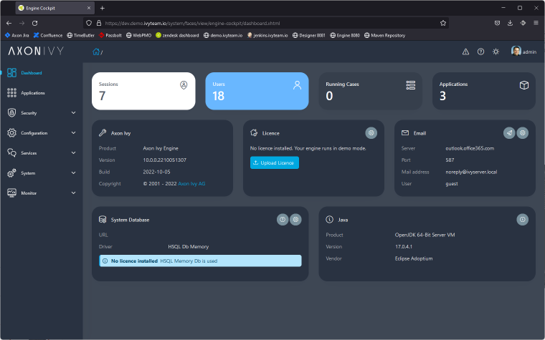 Engine Cockpit
https://dev.demo.ivyteam.io/system/faces/view/engine-cockpit/dashboard.xhtml
Axon Jira
Confluence
TimeButler
Passbolt
WebPMO
Zendesk dashboard
demo.ivyteam.io
jenkins.ivyteam.io
Designer 8081
Engine 8080
Maven Repository
AXONIVY
/
admin
Dashboard
Applications
Security
Configuration
Services
System
Monitor
Sessions
7
Users
18
Running Cases
0
Applications
3
Axon Ivy
Product Axon Ivy Engine
Version 10.0.0.2210051307
Build 2022-10-05
Copyright © 2001 - 2022 Axon Ivy AG
Licence
No licence installed. Your engine runs in demo mode.
Upload Licence
Email
Server outlook.office365.com
Port 587
Mail address noreply@ivyserver.local
User guest
System Database
URL
Driver HSQL Db Memory
No licence installed HSQL Memory Db is used
Java
Product OpenJDK 64-Bit Server VM
Version 17.0.4.1
Vendor Eclipse Adoptium